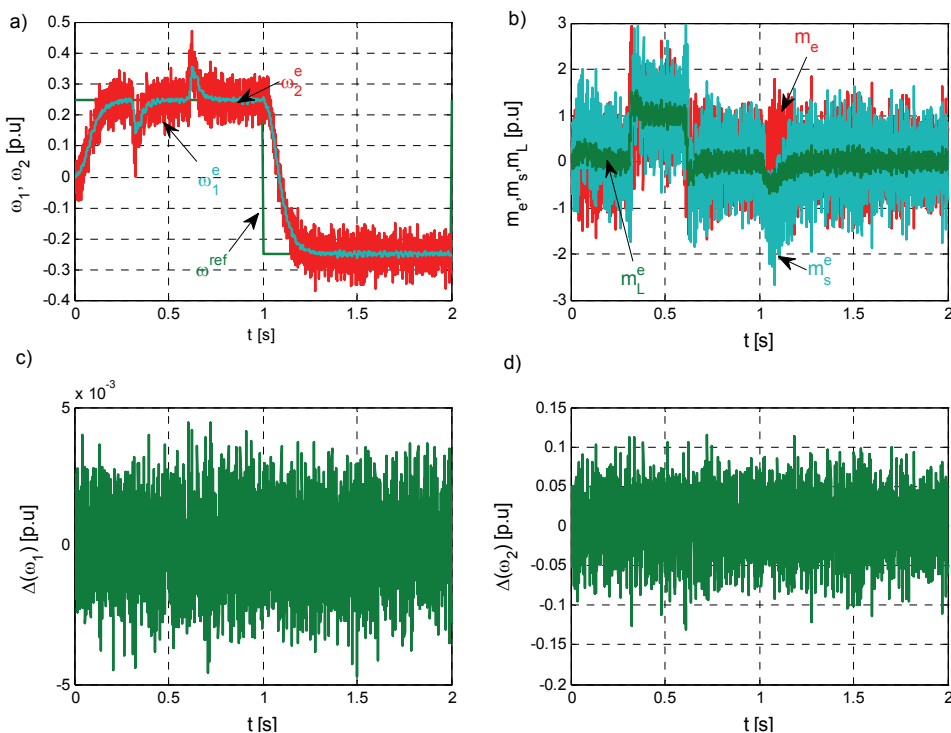 a)
0.5
0.4
0.3
0.2
0.1
0
-0.1
-0.2
-0.3
0.4
ω₁, ω₂ [p.u]
ω₂ᵉ
ω₁ᵉ
ωʳᵉᶠ
0 0.5 1 1.5 2
t [s]
b)
3
2
1
0
-1
-2
-3
mₑ,mₛ,m_L [p.u]
mₑ
m_Lᵉ
mₛᵉ
0 0.5 1 1.5 2
t [s]
c)
x 10⁻³
5
0
-5
Δ(ω₁) [p.u]
0 0.5 1 1.5 2
t [s]
d)
0.15
0.1
0.05
0
-0.05
-0.1
-0.15
-0.2
Δ(ω₂) [p.u]
0 0.5 1 1.5 2
t [s]